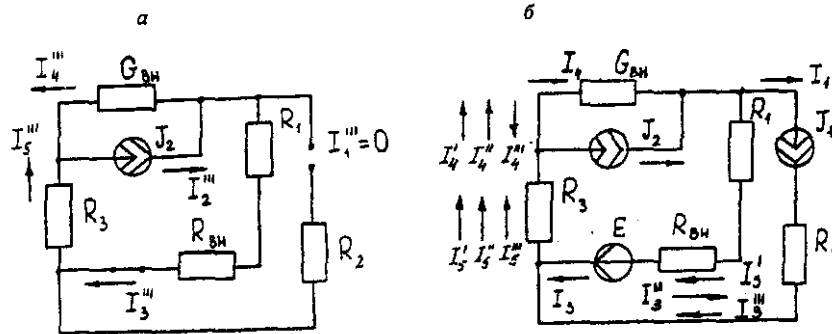 а
б
I₄''' G_вн
I₅''' J₂ R₁ I₁'''=0
I₂'''
R₃ R_вн R₂
I₃'''
I₄ G_вн I₁
I₄' I₄'' I₄''' J₂ R₁ J₁
R₃ E R_вн
I₅' I₅'' I₅'''
I₃ I₃'' I₃'
I₃'''